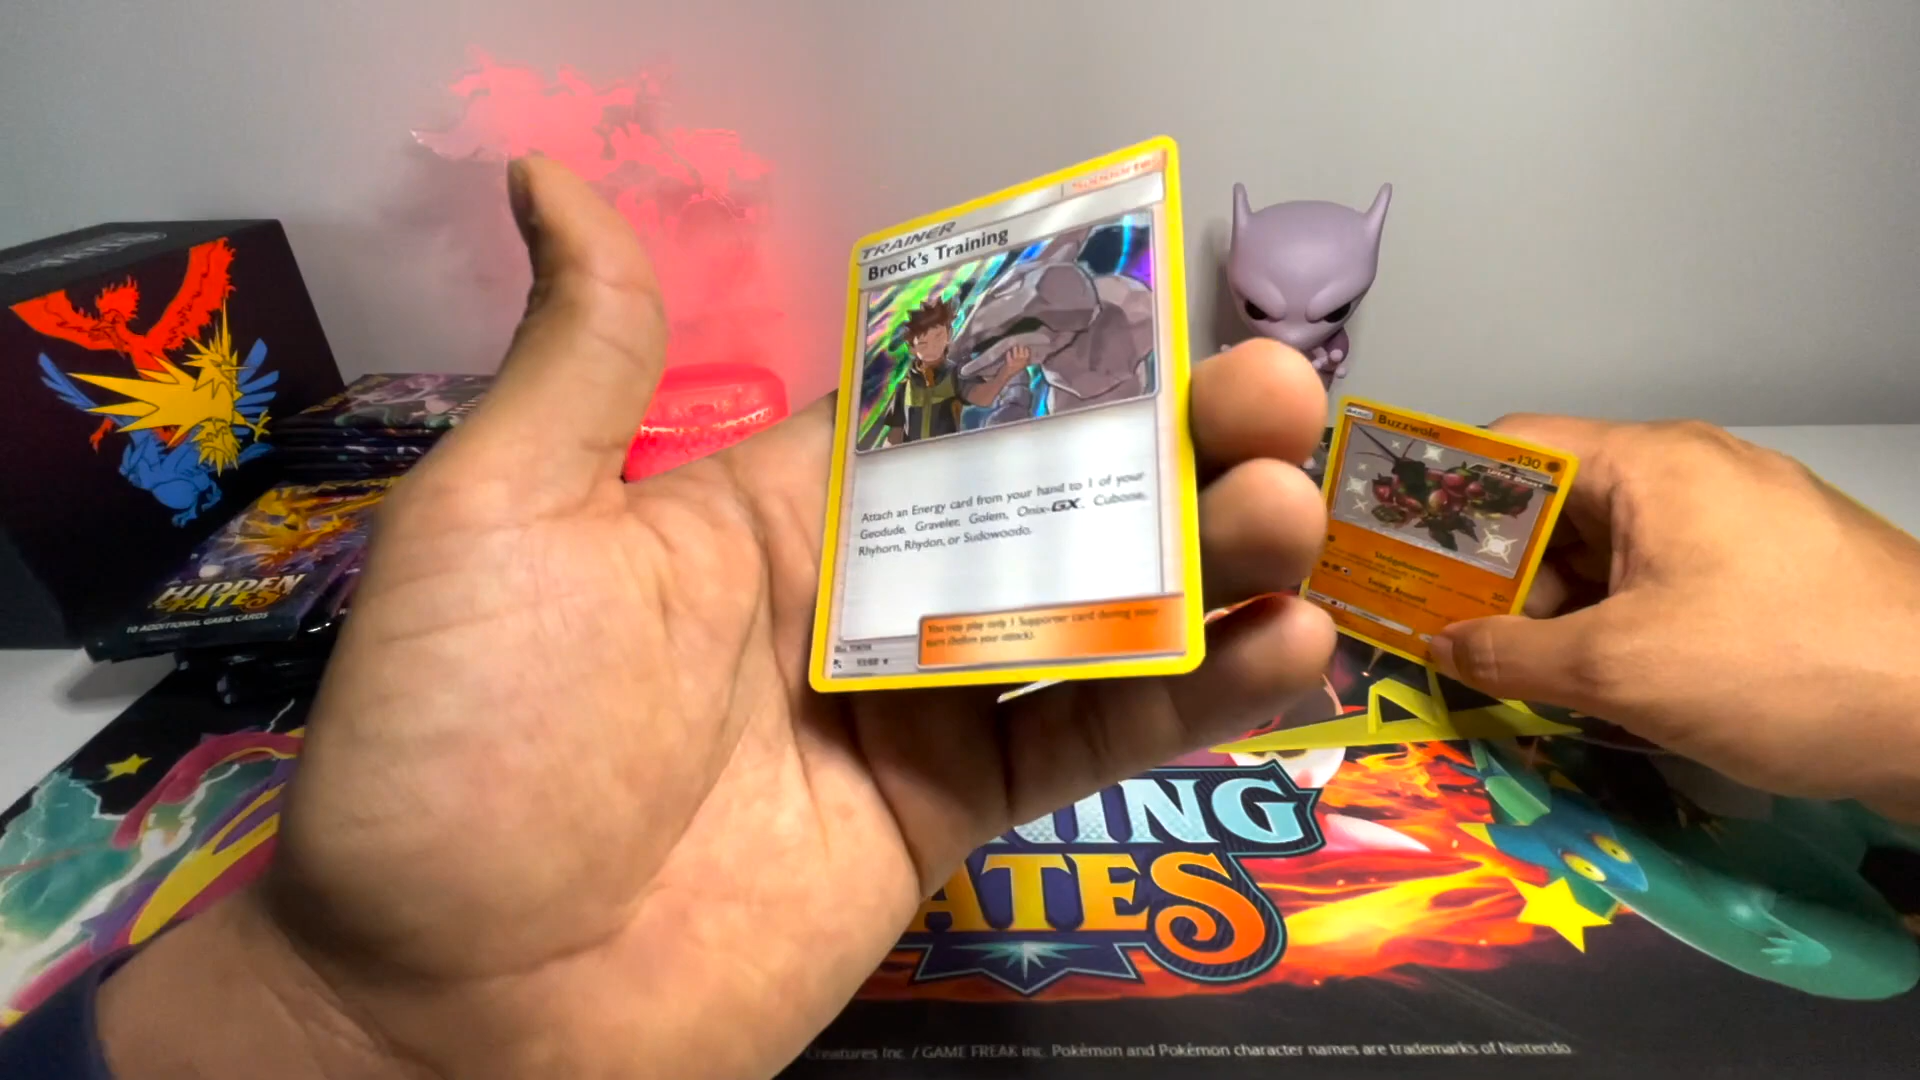 TRAINER
Brock's Training
Attach an Energy card from your hand to 1 of your
Geodude, Graveler, Golem, Onix-GX, Cubone,
Rhyhorn, Rhydon, or Sudowoodo.
You may play only 1 Supporter card during your
turn (before your attack).
Buzzwole
130
Sledgehammer
Swing Around
HIDDEN
FATES
10 ADDITIONAL GAME CARDS
ING
ATES
Creatures Inc. / GAME FREAK inc. Pokémon and Pokémon character names are trademarks of Nintendo.